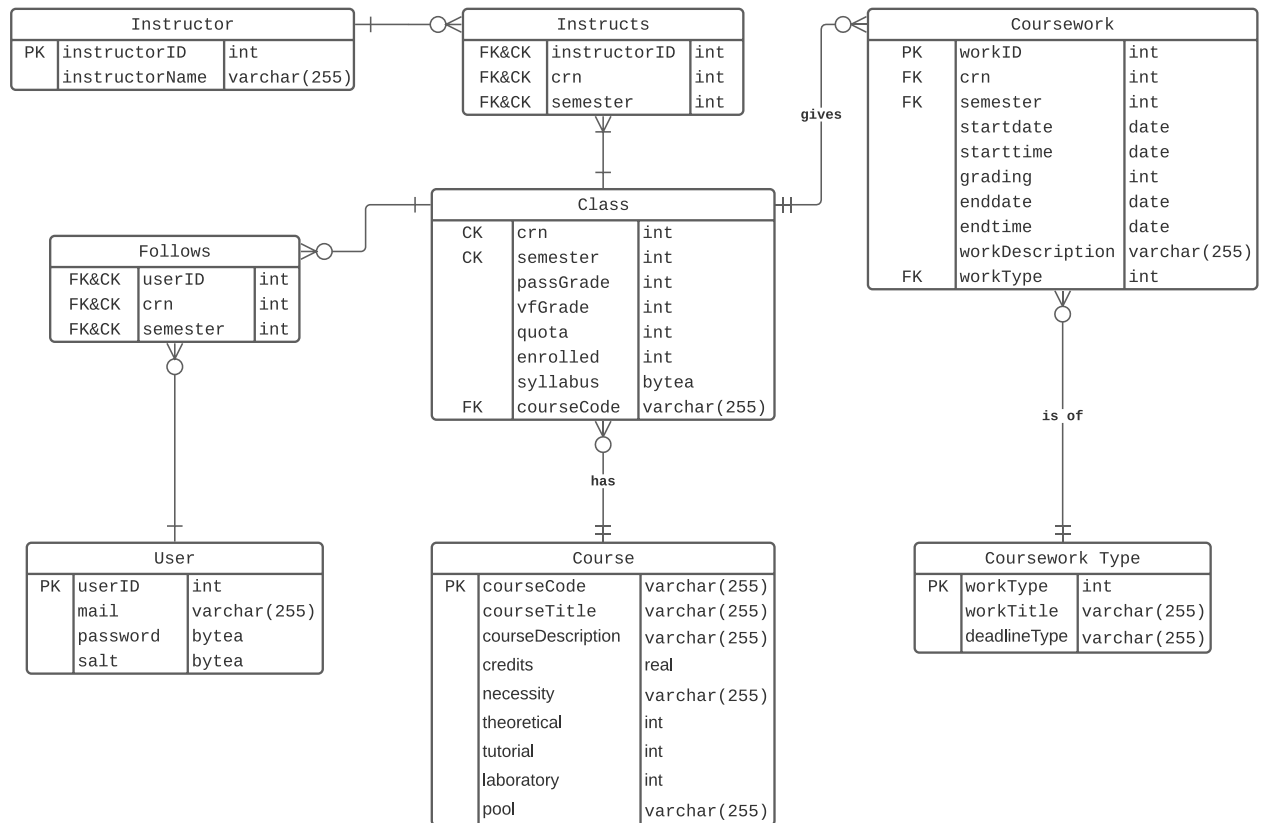 Instructor
PK instructorID int
instructorName varchar(255)
Instructs
FK&CK instructorID int
FK&CK crn int
FK&CK semester int
Coursework
PK workID int
FK crn int
FK semester int
startdate date
starttime date
grading int
enddate date
endtime date
workDescription varchar(255)
FK workType int
gives
Class
CK crn int
CK semester int
passGrade int
vfGrade int
quota int
enrolled int
syllabus bytea
FK courseCode varchar(255)
Follows
FK&CK userID int
FK&CK crn int
FK&CK semester int
is of
has
User
PK userID int
mail varchar(255)
password bytea
salt bytea
Course
PK courseCode varchar(255)
courseTitle varchar(255)
courseDescription varchar(255)
credits real
necessity varchar(255)
theoretical int
tutorial int
laboratory int
pool varchar(255)
Coursework Type
PK workType int
workTitle varchar(255)
deadlineType varchar(255)